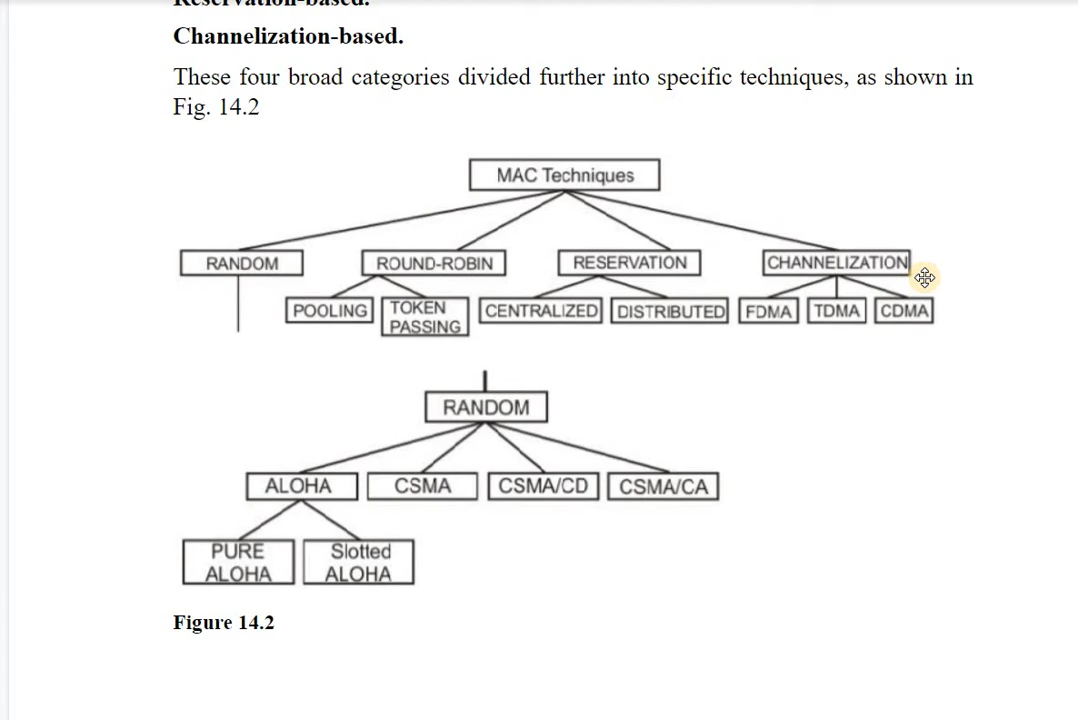 Reservation-based.
Channelization-based.
These four broad categories divided further into specific techniques, as shown in
Fig. 14.2
MAC Techniques
RANDOM
ROUND-ROBIN
RESERVATION
CHANNELIZATION
POOLING
TOKEN
PASSING
CENTRALIZED
DISTRIBUTED
FDMA
TDMA
CDMA
RANDOM
ALOHA
CSMA
CSMA/CD
CSMA/CA
PURE
ALOHA
Slotted
ALOHA
Figure 14.2